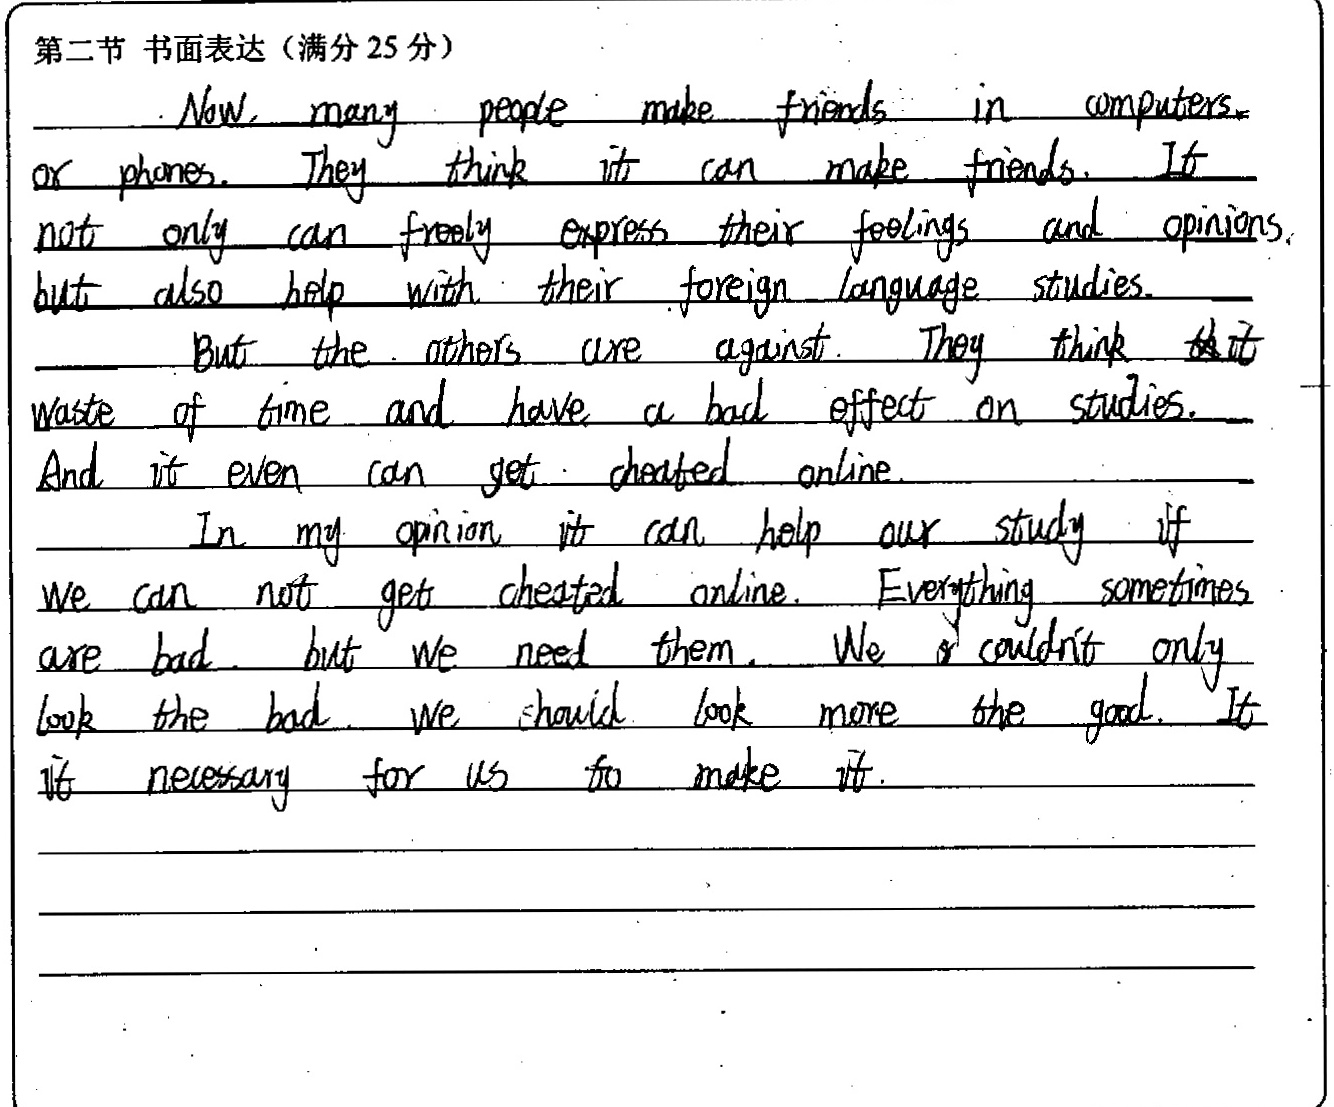 第二节 书面表达（满分 25 分）
Now, many people make friends in computers
or phones. They think it can make friends. It
not only can freely express their feelings and opinions,
but also help with their foreign language studies.
But the others are against. They think it
waste of time and have a bad effect on studies.
And it even can get cheated online.
In my opinion it can help our study if
we can not get cheated online. Everything sometimes
are bad. but we need them. We couldn't only
look the bad. we should look more the good. It
it necessary for us to make it.